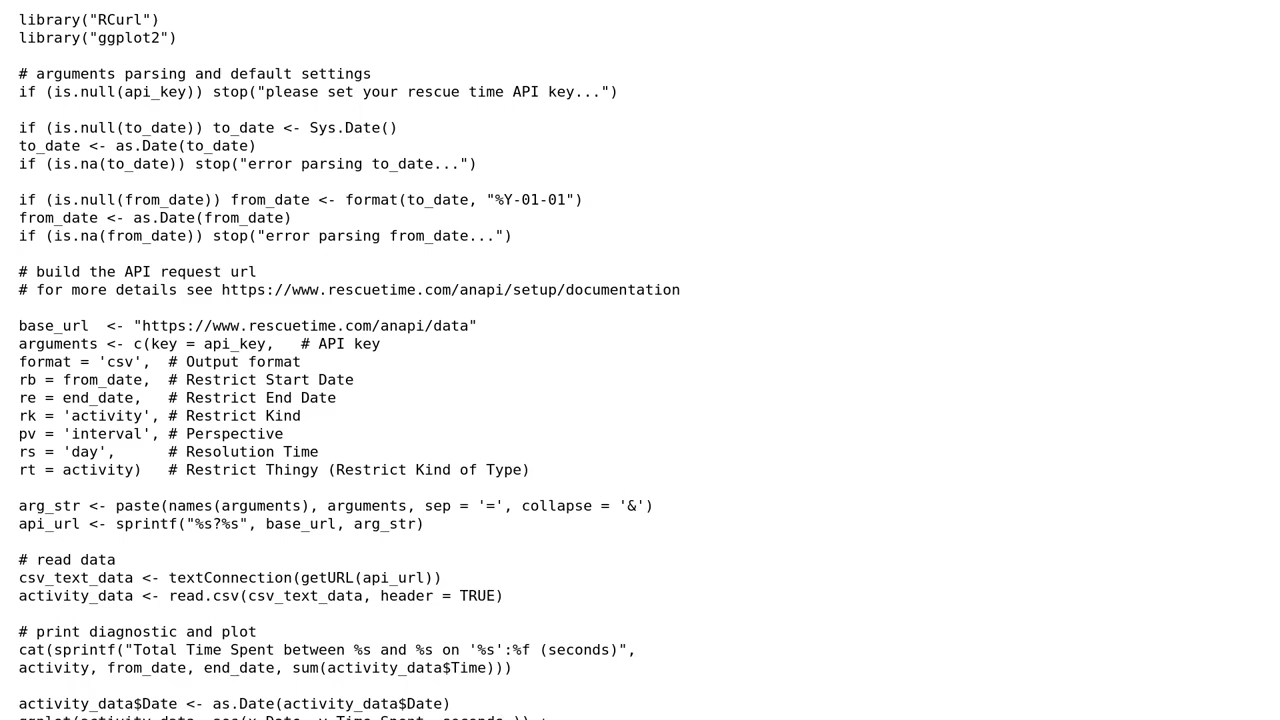 library("RCurl")
library("ggplot2")
# arguments parsing and default settings
if (is.null(api_key)) stop("please set your rescue time API key...")
if (is.null(to_date)) to_date <- Sys.Date()
to_date <- as.Date(to_date)
if (is.na(to_date)) stop("error parsing to_date...")
if (is.null(from_date)) from_date <- format(to_date, "%Y-01-01")
from_date <- as.Date(from_date)
if (is.na(from_date)) stop("error parsing from_date...")
# build the API request url
# for more details see https://www.rescuetime.com/anapi/setup/documentation
base_url  <- "https://www.rescuetime.com/anapi/data"
arguments <- c(key = api_key,   # API key
format = 'csv',  # Output format
rb = from_date,  # Restrict Start Date
re = end_date,   # Restrict End Date
rk = 'activity', # Restrict Kind
pv = 'interval', # Perspective
rs = 'day',      # Resolution Time
rt = activity)   # Restrict Thingy (Restrict Kind of Type)
arg_str <- paste(names(arguments), arguments, sep = '=', collapse = '&')
api_url <- sprintf("%s?%s", base_url, arg_str)
# read data
csv_text_data <- textConnection(getURL(api_url))
activity_data <- read.csv(csv_text_data, header = TRUE)
# print diagnostic and plot
cat(sprintf("Total Time Spent between %s and %s on '%s':%f (seconds)",
activity, from_date, end_date, sum(activity_data$Time)))
activity_data$Date <- as.Date(activity_data$Date)